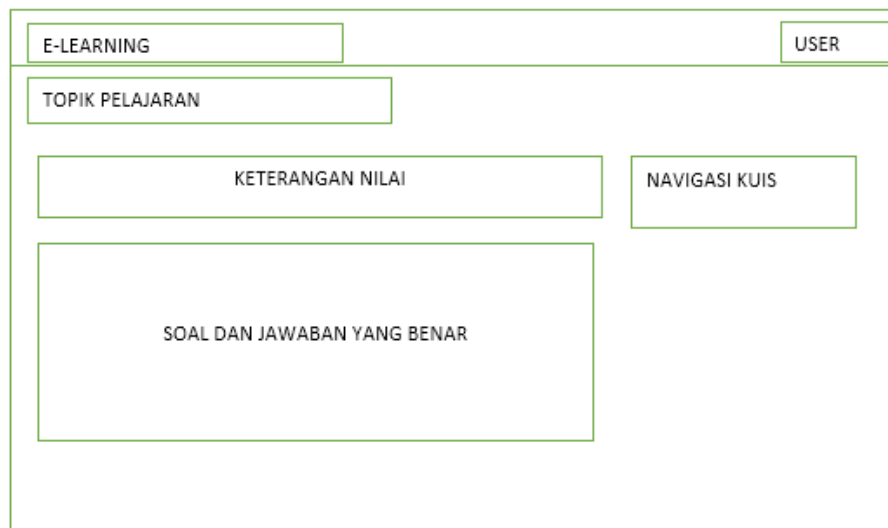 E-LEARNING
USER
TOPIK PELAJARAN
KETERANGAN NILAI
NAVIGASI KUIS
SOAL DAN JAWABAN YANG BENAR